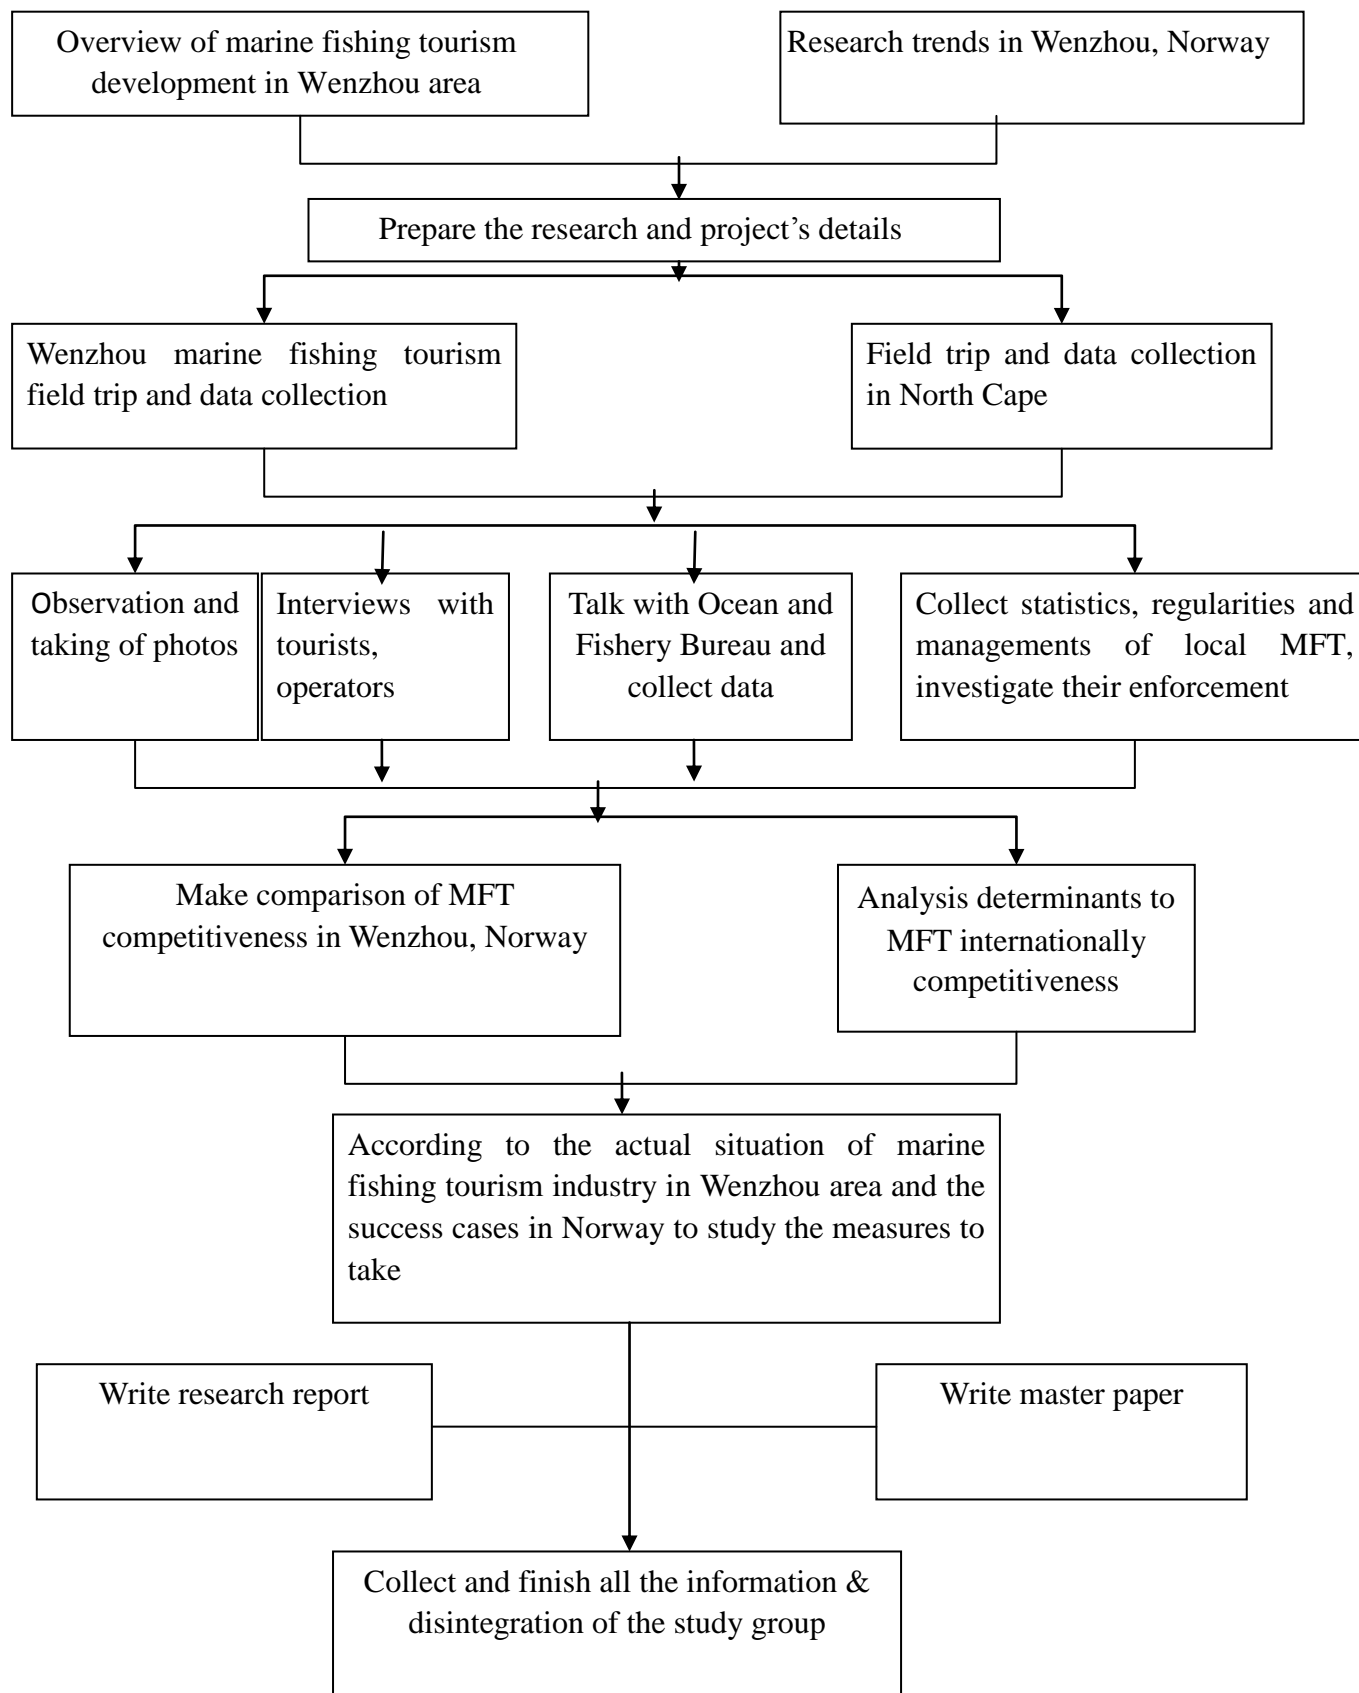 Overview of marine fishing tourism
development in Wenzhou area
Research trends in Wenzhou, Norway
Prepare the research and project’s details
Wenzhou marine fishing tourism
field trip and data collection
Field trip and data collection
in North Cape
Observation and
taking of photos
Interviews with
tourists,
operators
Talk with Ocean and
Fishery Bureau and
collect data
Collect statistics, regularities and
managements of local MFT,
investigate their enforcement
Make comparison of MFT
competitiveness in Wenzhou, Norway
Analysis determinants to
MFT internationally
competitiveness
According to the actual situation of marine
fishing tourism industry in Wenzhou area and the
success cases in Norway to study the measures to
take
Write research report
Write master paper
Collect and finish all the information &
disintegration of the study group